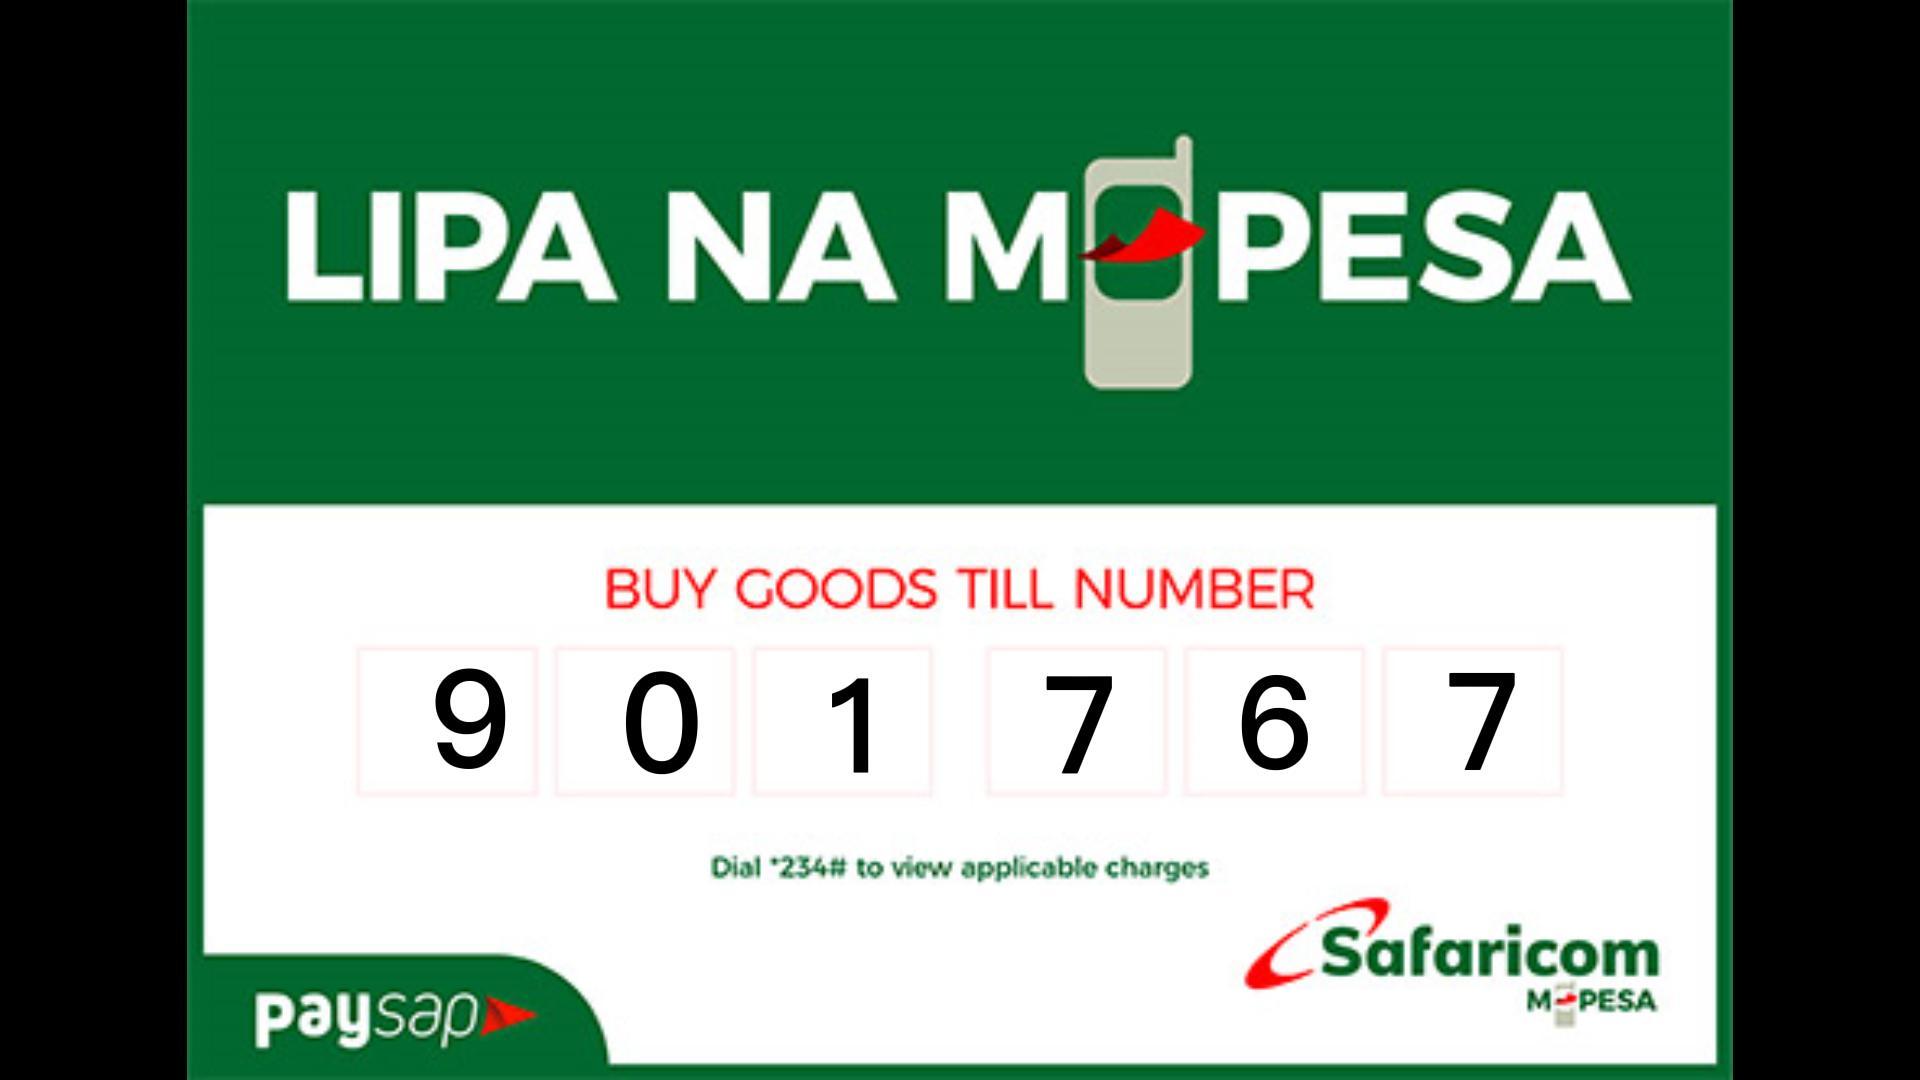 LIPA NA M-PESA
BUY GOODS TILL NUMBER
9 0 1 7 6 7
Dial *234# to view applicable charges
Safaricom
M-PESA
paysap